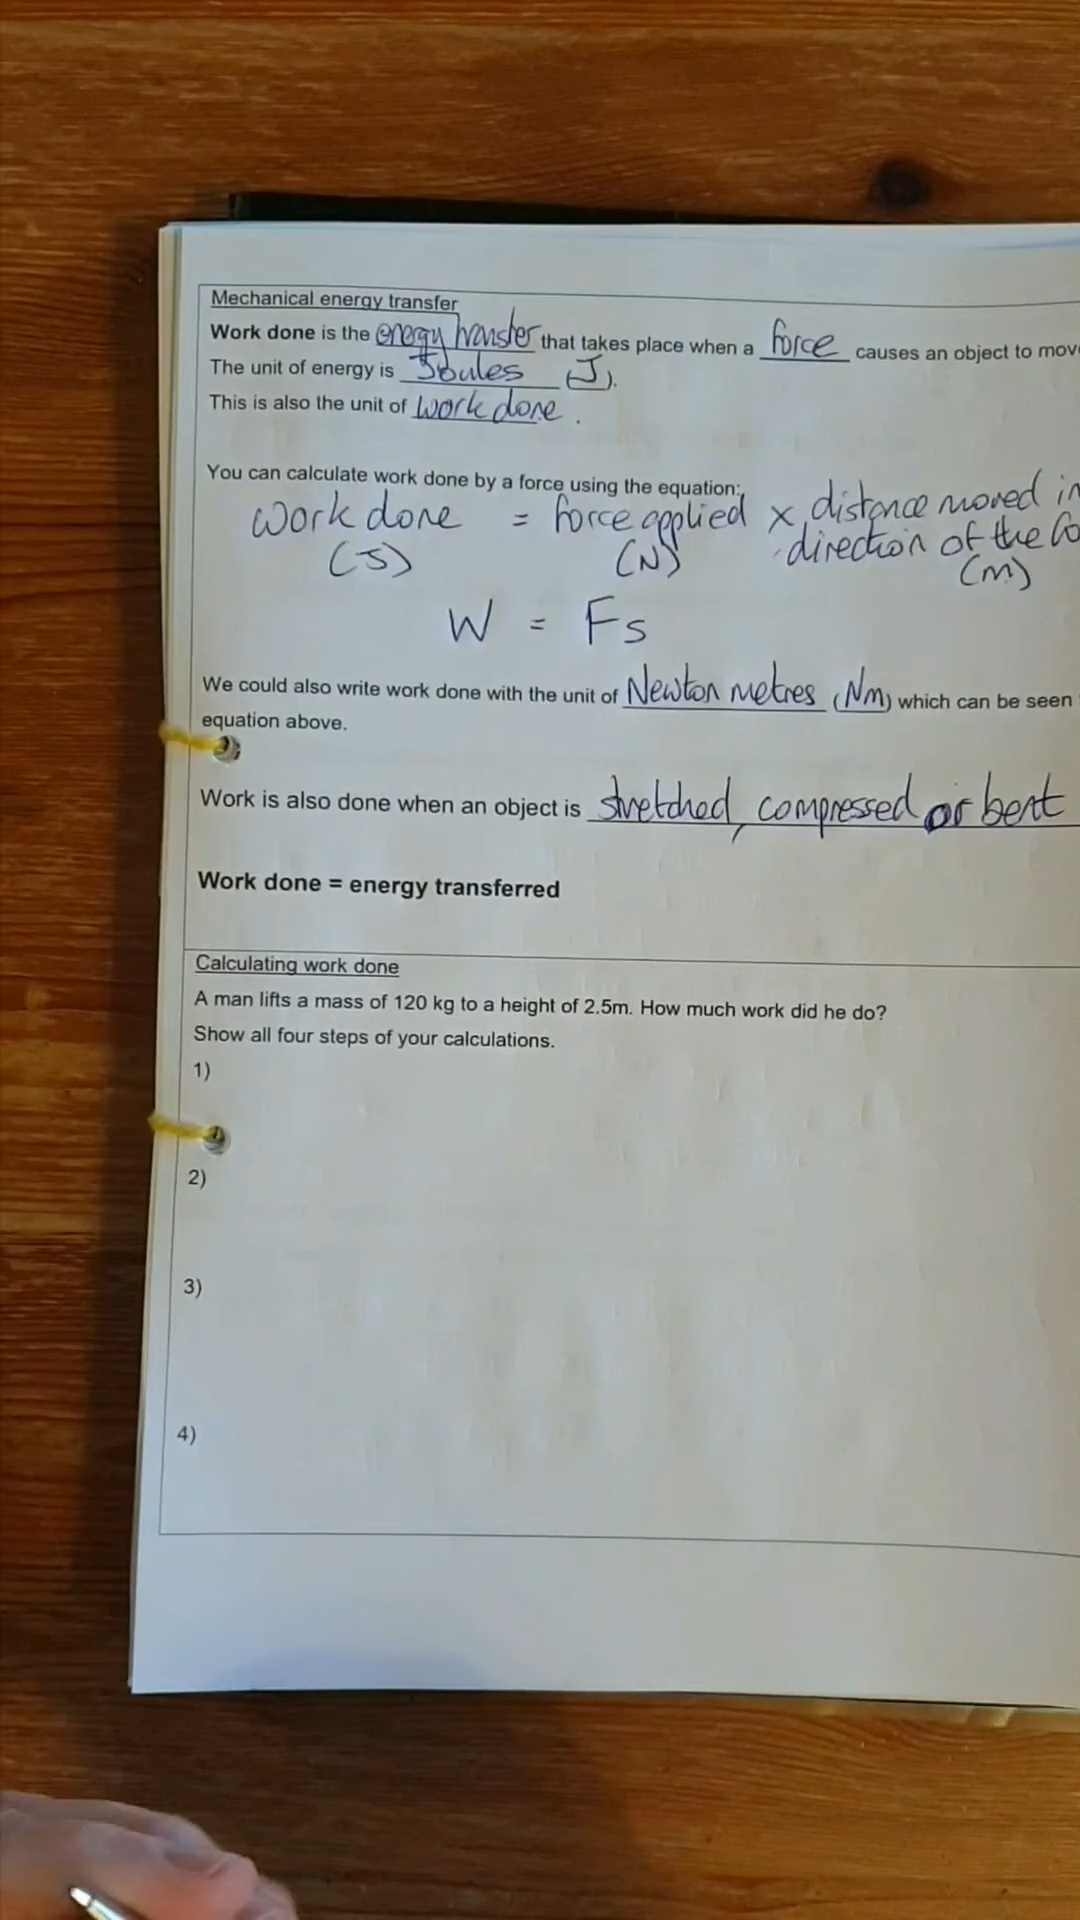 Mechanical energy transfer
Work done is the energy transfer that takes place when a force causes an object to mov
The unit of energy is Joules (J).
This is also the unit of work done.
You can calculate work done by a force using the equation:
work done = force applied x distance moved in
direction of the
(J) (N) (m)
W = Fs
We could also write work done with the unit of Newton metres (Nm) which can be seen
equation above.
Work is also done when an object is stretched, compressed or bent
Work done = energy transferred
Calculating work done
A man lifts a mass of 120 kg to a height of 2.5m. How much work did he do?
Show all four steps of your calculations.
1)
2)
3)
4)